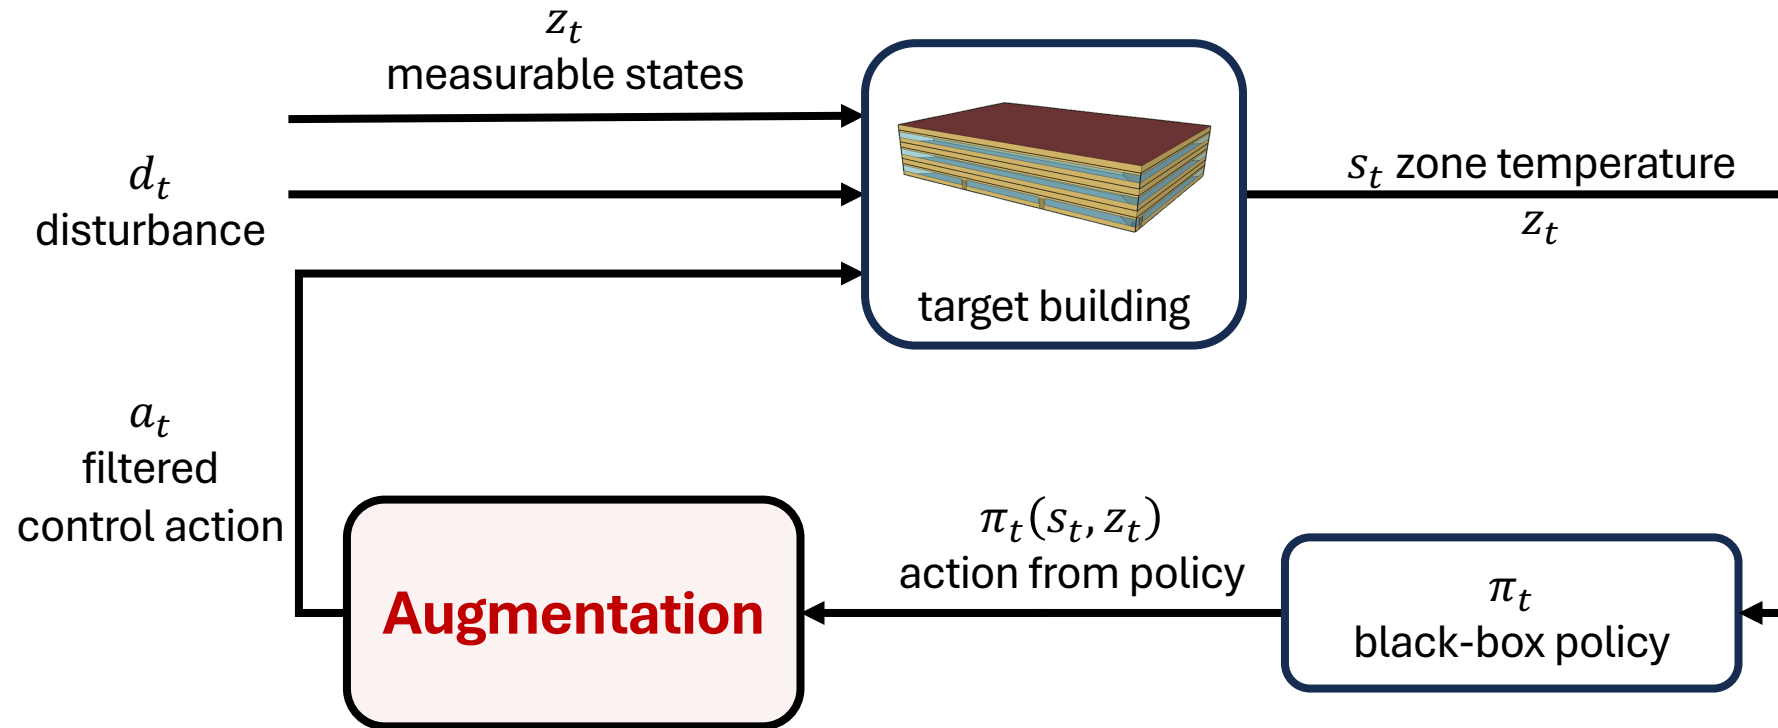 z_t
measurable states
d_t
disturbance
target building
s_t zone temperature
z_t
a_t
filtered
control action
Augmentation
π_t(s_t, z_t)
action from policy
π_t
black-box policy